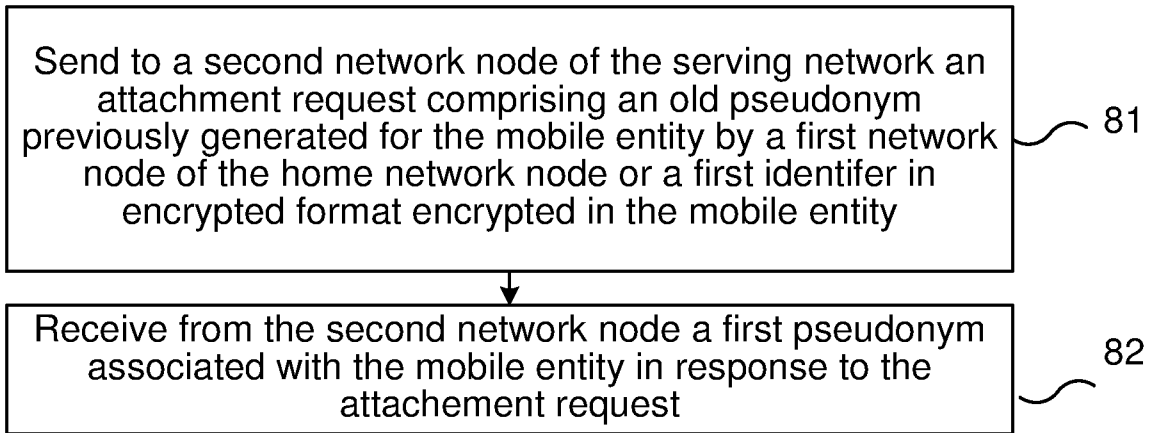 Send to a second network node of the serving network an
attachment request comprising an old pseudonym
previously generated for the mobile entity by a first network
node of the home network node or a first identifer in
encrypted format encrypted in the mobile entity
81
Receive from the second network node a first pseudonym
associated with the mobile entity in response to the
attachement request
82